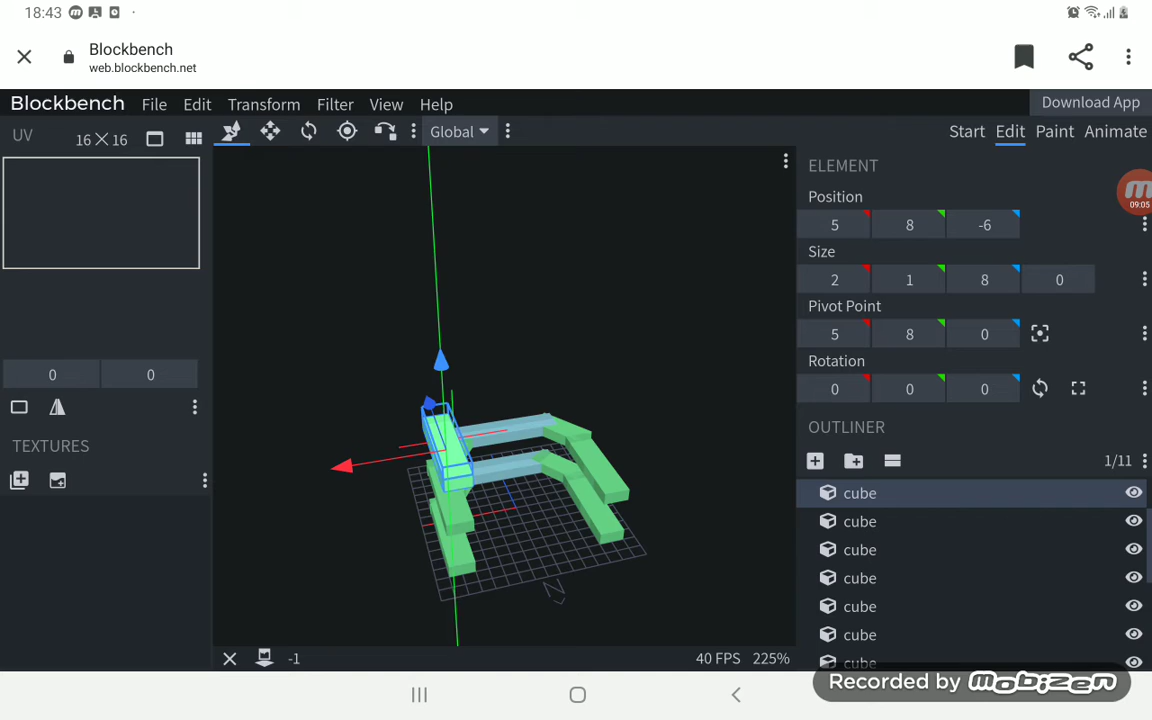 18:43
Blockbench
web.blockbench.net
Blockbench File Edit Transform Filter View Help Download App
UV 16×16 Global Start Edit Paint Animate
ELEMENT
Position
5 8 -6
09:05
Size
2 1 8 0
Pivot Point
5 8 0
Rotation
0 0 0
0 0
OUTLINER
TEXTURES
1/11
cube
cube
cube
cube
cube
cube
cube
N
-1 40 FPS 225%
Recorded by mobizen